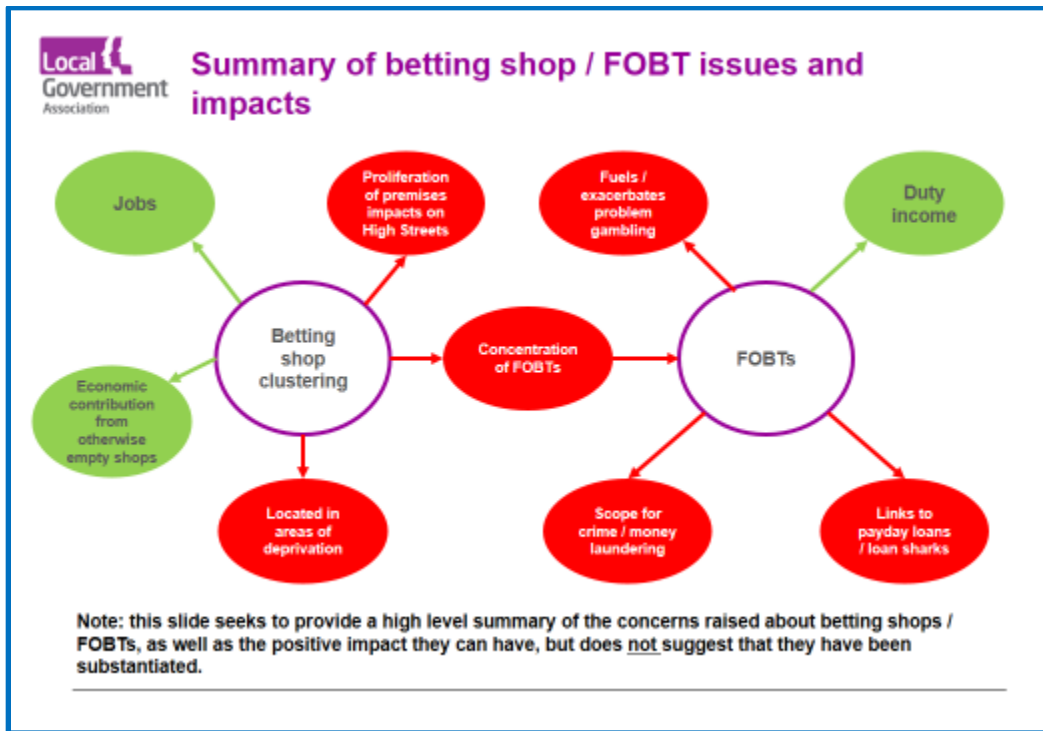 Local
Government
Association
Summary of betting shop / FOBT issues and
impacts
Jobs
Proliferation
of premises
impacts on
High Streets
Fuels /
exacerbates
problem
gambling
Duty
income
Betting
shop
clustering
Concentration
of FOBTs
FOBTs
Economic
contribution
from
otherwise
empty shops
Located in
areas of
deprivation
Scope for
crime / money
laundering
Links to
payday loans
/ loan sharks
Note: this slide seeks to provide a high level summary of the concerns raised about betting shops /
FOBTs, as well as the positive impact they can have, but does not suggest that they have been
substantiated.